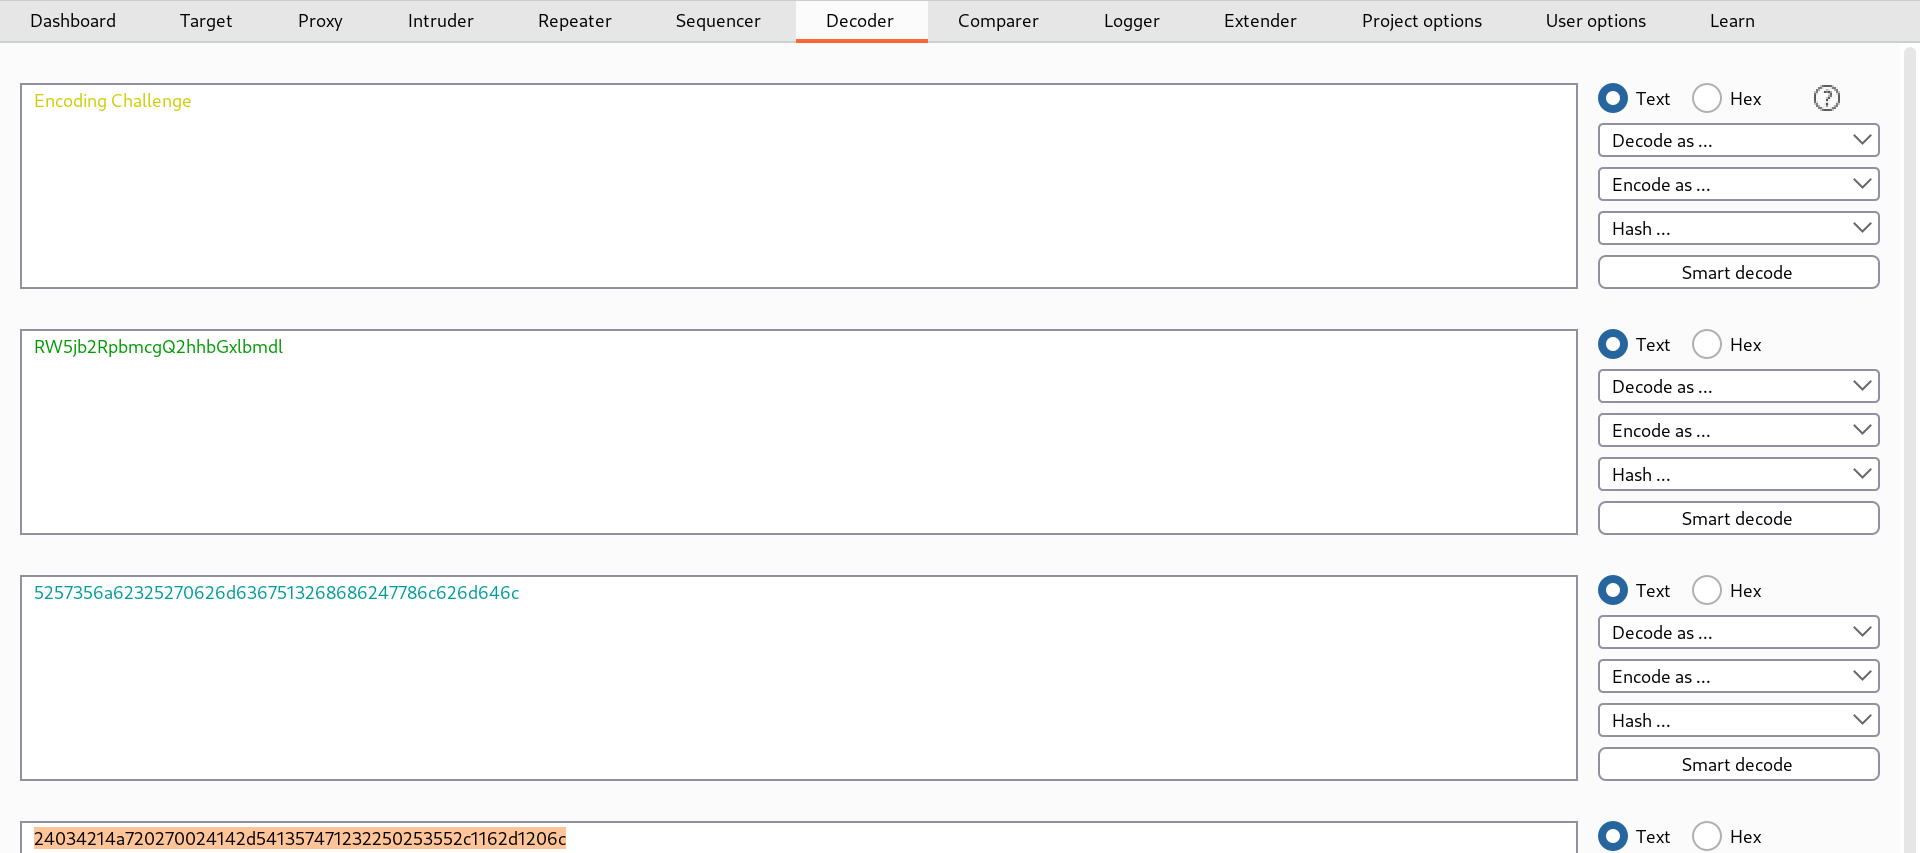 Dashboard Target Proxy Intruder Repeater Sequencer Decoder Comparer Logger Extender Project options User options Learn
Encoding Challenge
Text Hex ?
Decode as ...
Encode as ...
Hash ...
Smart decode
RW5jb2RpbmcgQ2hhbGxlbmdl
Text Hex
Decode as ...
Encode as ...
Hash ...
Smart decode
5257356a62325270626d6367513268686247786c626d646c
Text Hex
Decode as ...
Encode as ...
Hash ...
Smart decode
24034214a720270024142d541357471232250253552c1162d1206c
Text Hex